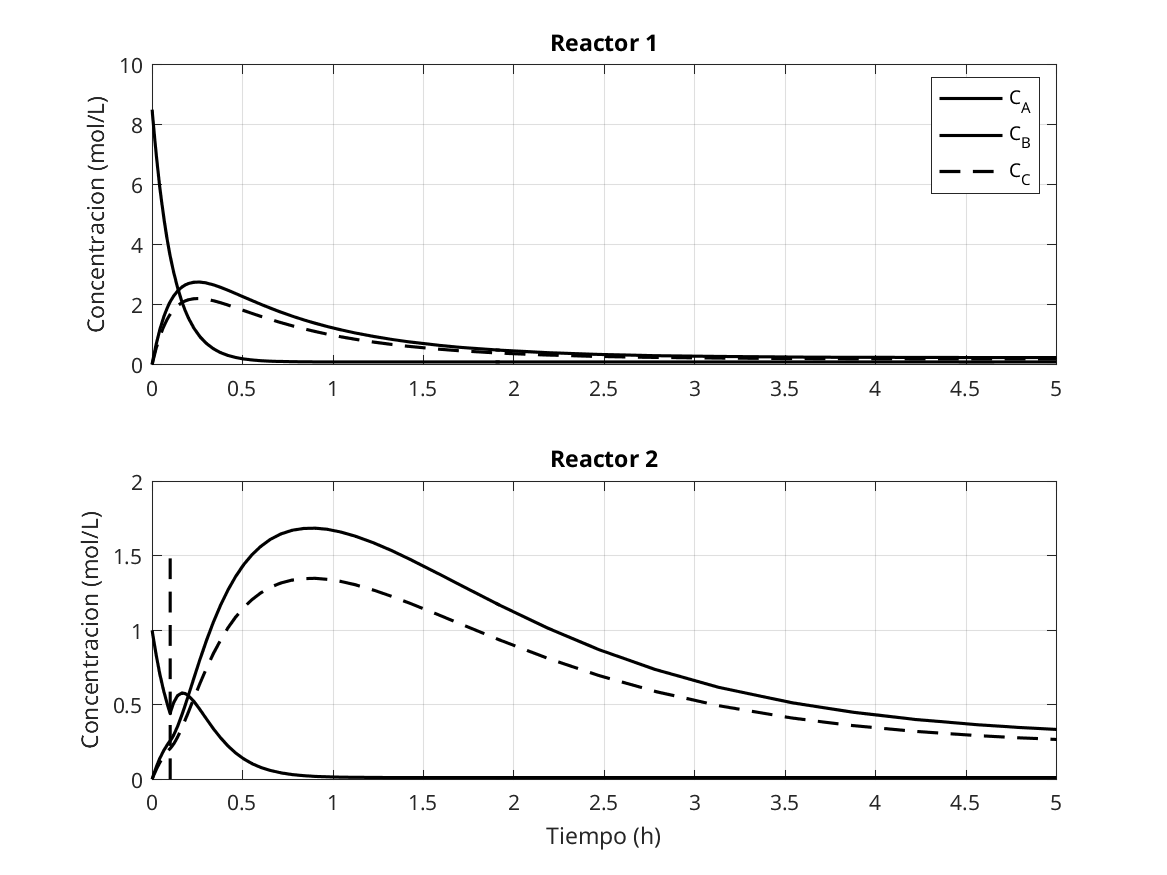 Reactor 1
Concentracion (mol/L)
10
8
6
4
2
0
0 0.5 1 1.5 2 2.5 3 3.5 4 4.5 5
C_A
C_B
C_C
Reactor 2
Concentracion (mol/L)
2
1.5
1
0.5
0
0 0.5 1 1.5 2 2.5 3 3.5 4 4.5 5
Tiempo (h)